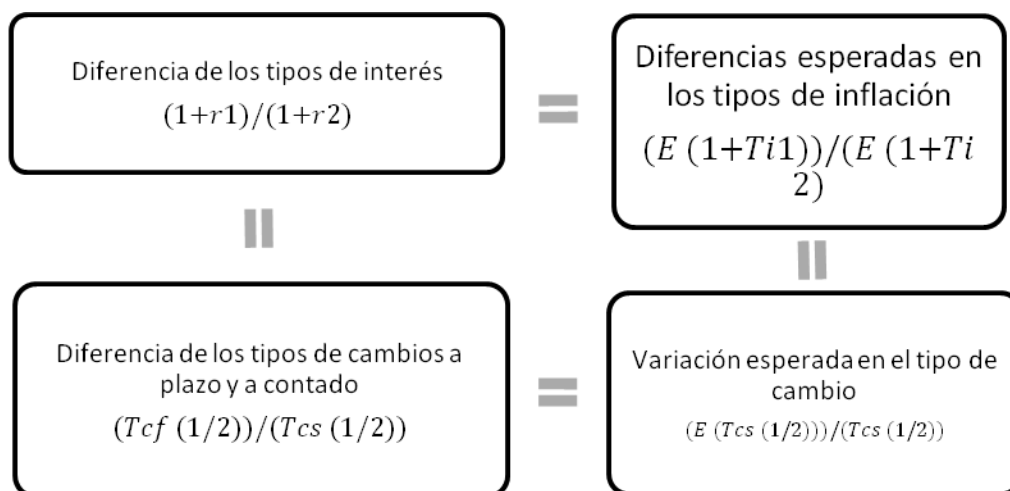 Diferencia de los tipos de interés
(1+r1)/(1+r2)
=
Diferencias esperadas en
los tipos de inflación
(E (1+Ti1))/(E (1+Ti
2)
=
=
Diferencia de los tipos de cambios a
plazo y a contado
(Tcf (1/2))/(Tcs (1/2))
=
Variación esperada en el tipo de
cambio
(E (Tcs (1/2)))/(Tcs (1/2))